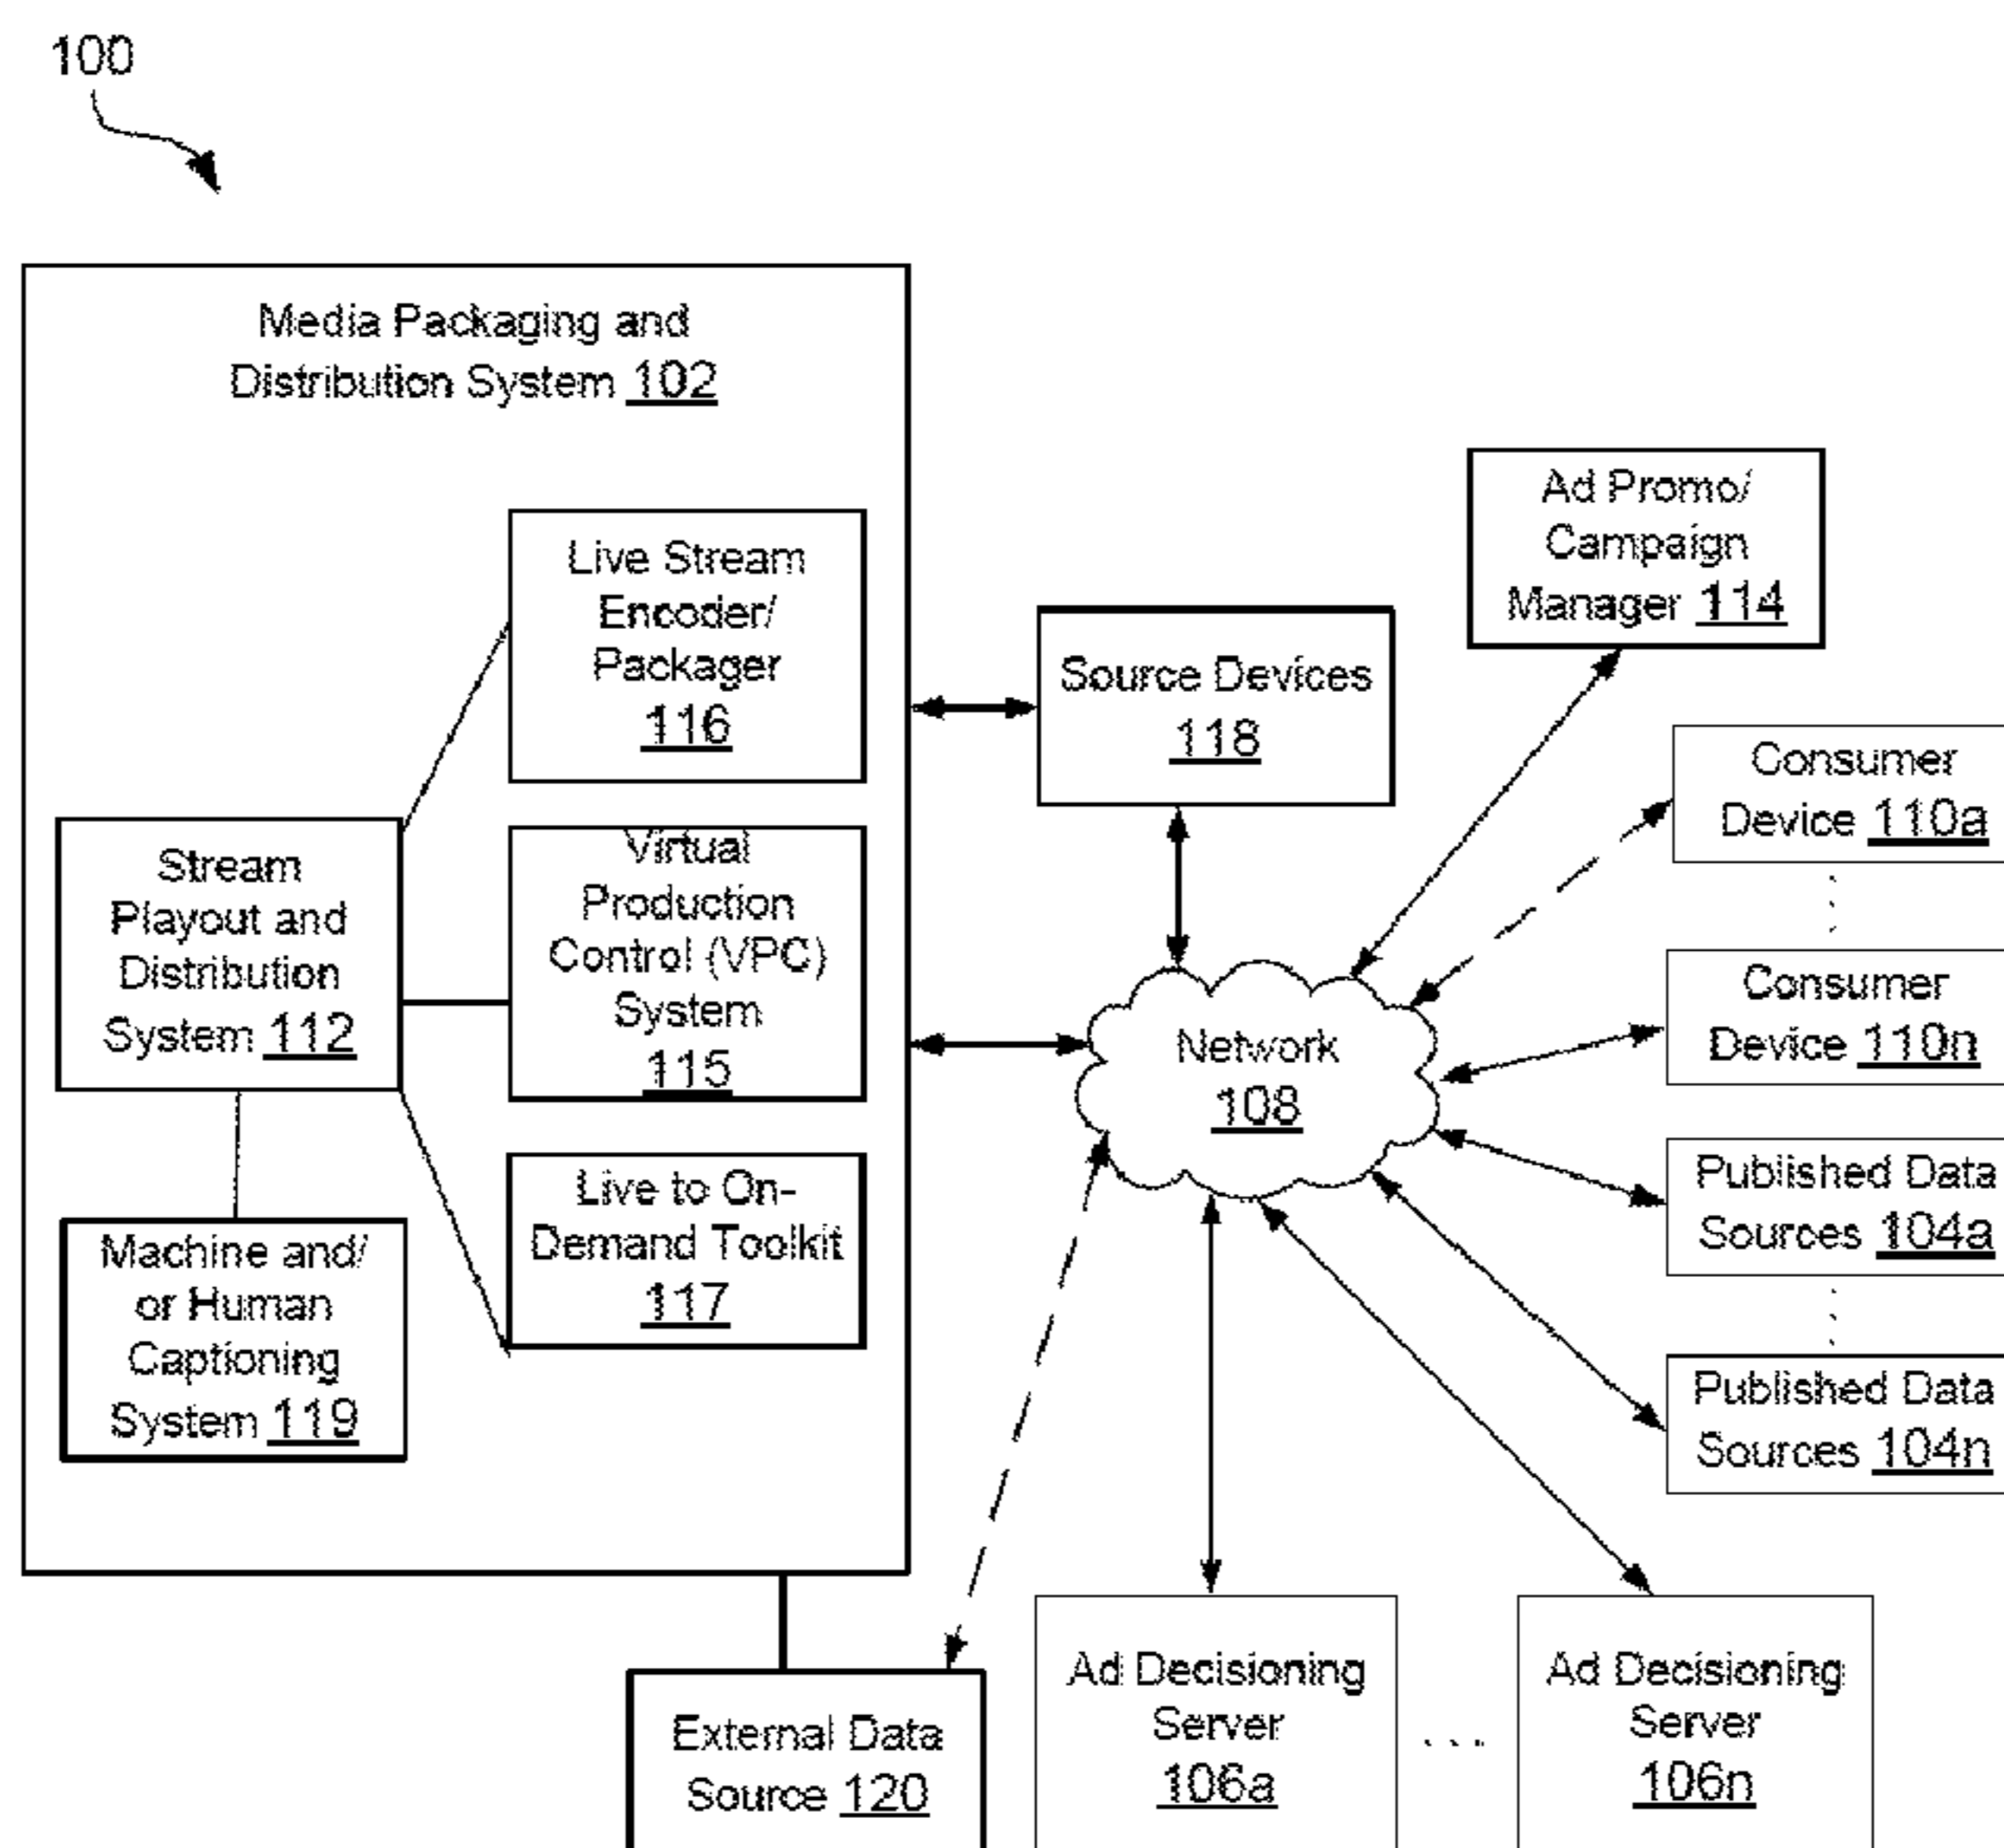 100
Media Packaging and
Distribution System 102
Live Stream
Encoder/
Packager
116
Stream
Playout and
Distribution
System 112
Virtual
Production
Control (VPC)
System
115
Machine and/
or Human
Captioning
System 119
Live to On-
Demand Toolkit
117
Source Devices
118
Ad Promo/
Campaign
Manager 114
Consumer
Device 110a
Consumer
Device 110n
Network
108
Published Data
Sources 104a
Published Data
Sources 104n
External Data
Source 120
Ad Decisioning
Server
106a
Ad Decisioning
Server
106n